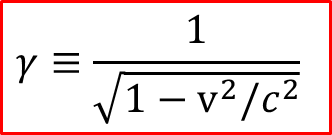 γ ≡ 1 / √(1 − v²/c²)